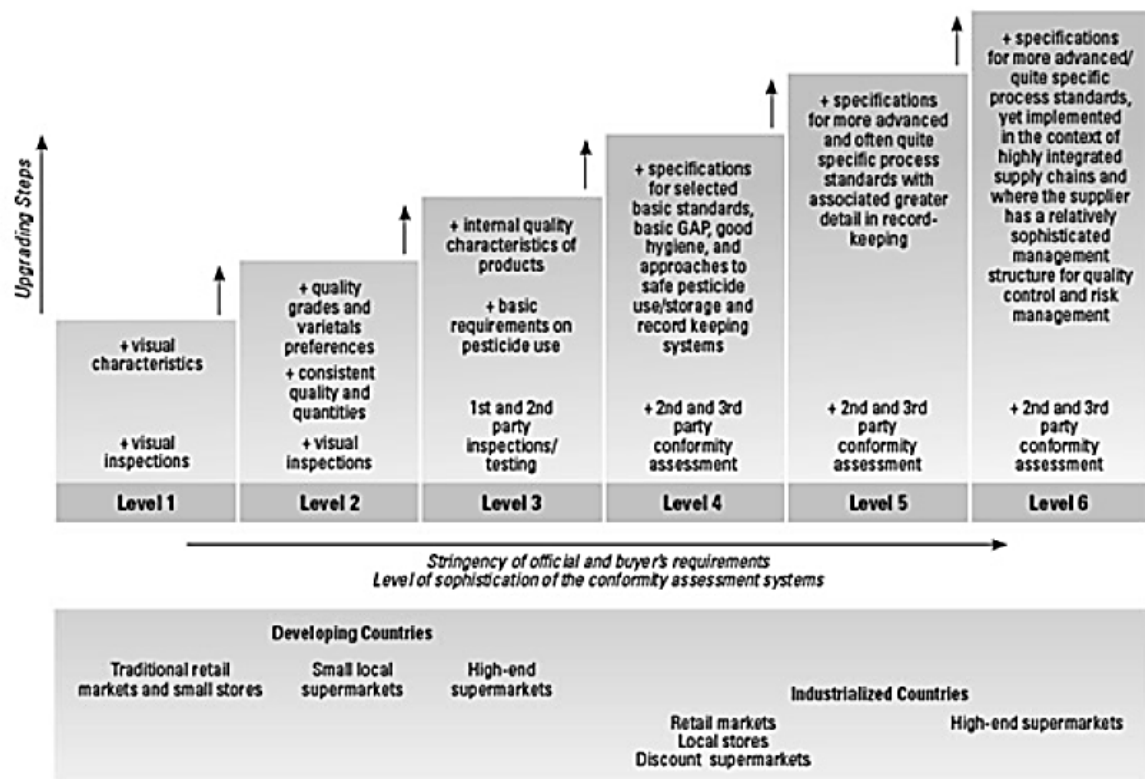 Upgrading Steps
+ visual
characteristics
+ visual
inspections
Level 1
+ quality
grades and
varietals
preferences
+ consistent
quality and
quantities
+ visual
inspections
Level 2
+ internal quality
characteristics of
products
+ basic
requirements on
pesticide use
1st and 2nd
party
inspections/
testing
Level 3
+ specifications
for selected
basic standards,
basic GAP, good
hygiene, and
approaches to
safe pesticide
use/storage and
record keeping
systems
+ 2nd and 3rd
party
conformity
assessment
Level 4
+ specifications
for more advanced
and often quite
specific process
standards with
associated greater
detail in record-
keeping
+ 2nd and 3rd
party
conformity
assessment
Level 5
+ specifications
for more advanced/
quite specific
process standards,
yet implemented
in the context of
highly integrated
supply chains and
where the supplier
has a relatively
sophisticated
management
structure for quality
control and risk
management
+ 2nd and 3rd
party
conformity
assessment
Level 6
Stringency of official and buyer's requirements
Level of sophistication of the conformity assessment systems
Developing Countries
Traditional retail
markets and small stores
Small local
supermarkets
High-end
supermarkets
Industrialized Countries
Retail markets
Local stores
Discount supermarkets
High-end supermarkets